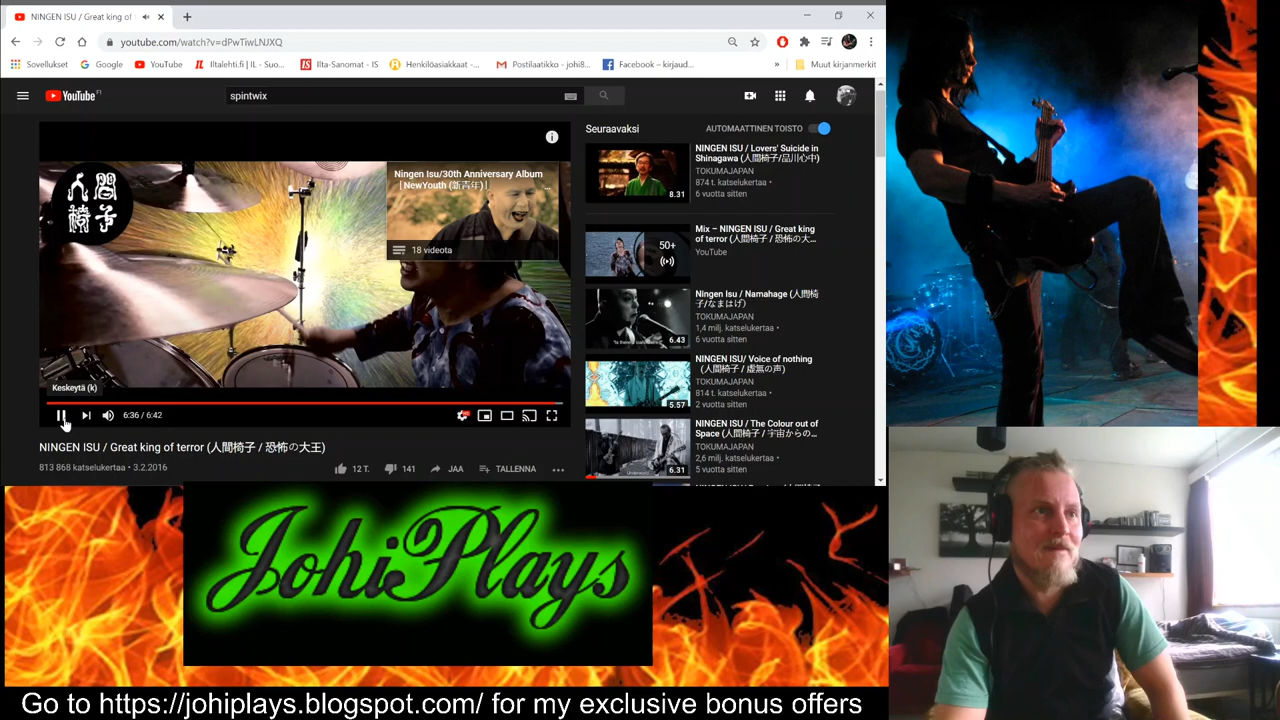 NINGEN ISU / Great king of t
youtube.com/watch?v=dPwTiwLNJXQ
Sovellukset
Google
YouTube
Iltalehti.fi | IL - Suo...
Ilta-Sanomat - IS
Henkilöasiakkaat -...
Postilaatikko - johi8...
Facebook – kirjaud...
»
Muut kirjanmerkit
YouTube FI
spintwix
人間椅子
Ningen Isu/30th Anniversary Album
「NewYouth (新青年)」
...
18 videota
Keskeytä (k)
6:36 / 6:42
NINGEN ISU / Great king of terror (人間椅子 / 恐怖の大王)
813 868 katselukertaa • 3.2.2016
12 T.
141
JAA
TALLENNA
Seuraavaksi
AUTOMAATTINEN TOISTO
NINGEN ISU / Lovers' Suicide in
Shinagawa (人間椅子/品川心中)
TOKUMAJAPAN
874 t. katselukertaa •
6 vuotta sitten
8.31
Mix – NINGEN ISU / Great king
of terror (人間椅子 / 恐怖の大...
YouTube
50+
Ningen Isu / Namahage (人間椅
子/なまはげ)
TOKUMAJAPAN
1,4 milj. katselukertaa •
6 vuotta sitten
6.43
NINGEN ISU/ Voice of nothing
(人間椅子 / 虚無の声)
TOKUMAJAPAN
814 t. katselukertaa •
2 vuotta sitten
5.57
NINGEN ISU / The Colour out of
Space (人間椅子 / 宇宙からの...
TOKUMAJAPAN
2,6 milj. katselukertaa •
5 vuotta sitten
6.31
JohiPlays
Go to https://johiplays.blogspot.com/ for my exclusive bonus offers